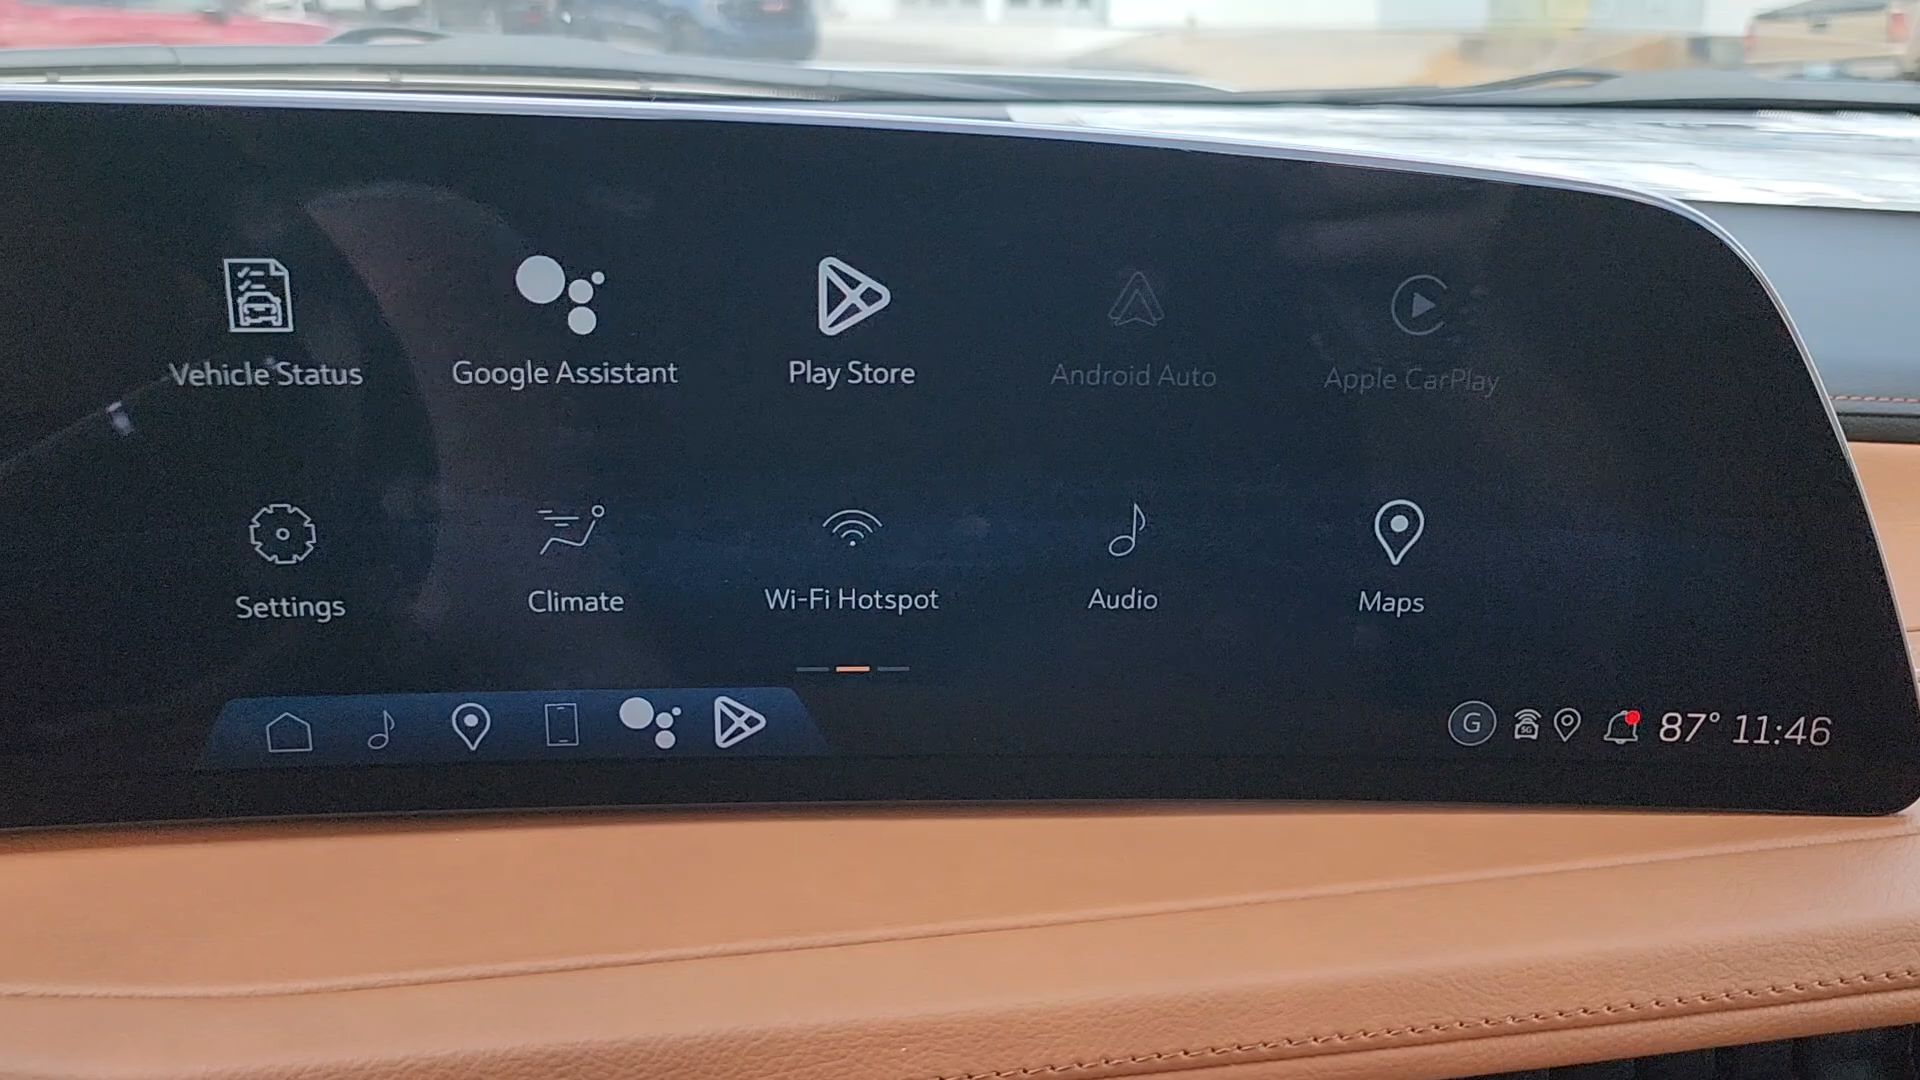 Vehicle Status
Google Assistant
Play Store
Android Auto
Apple CarPlay
Settings
Climate
Wi-Fi Hotspot
Audio
Maps
G
5G
87° 11:46